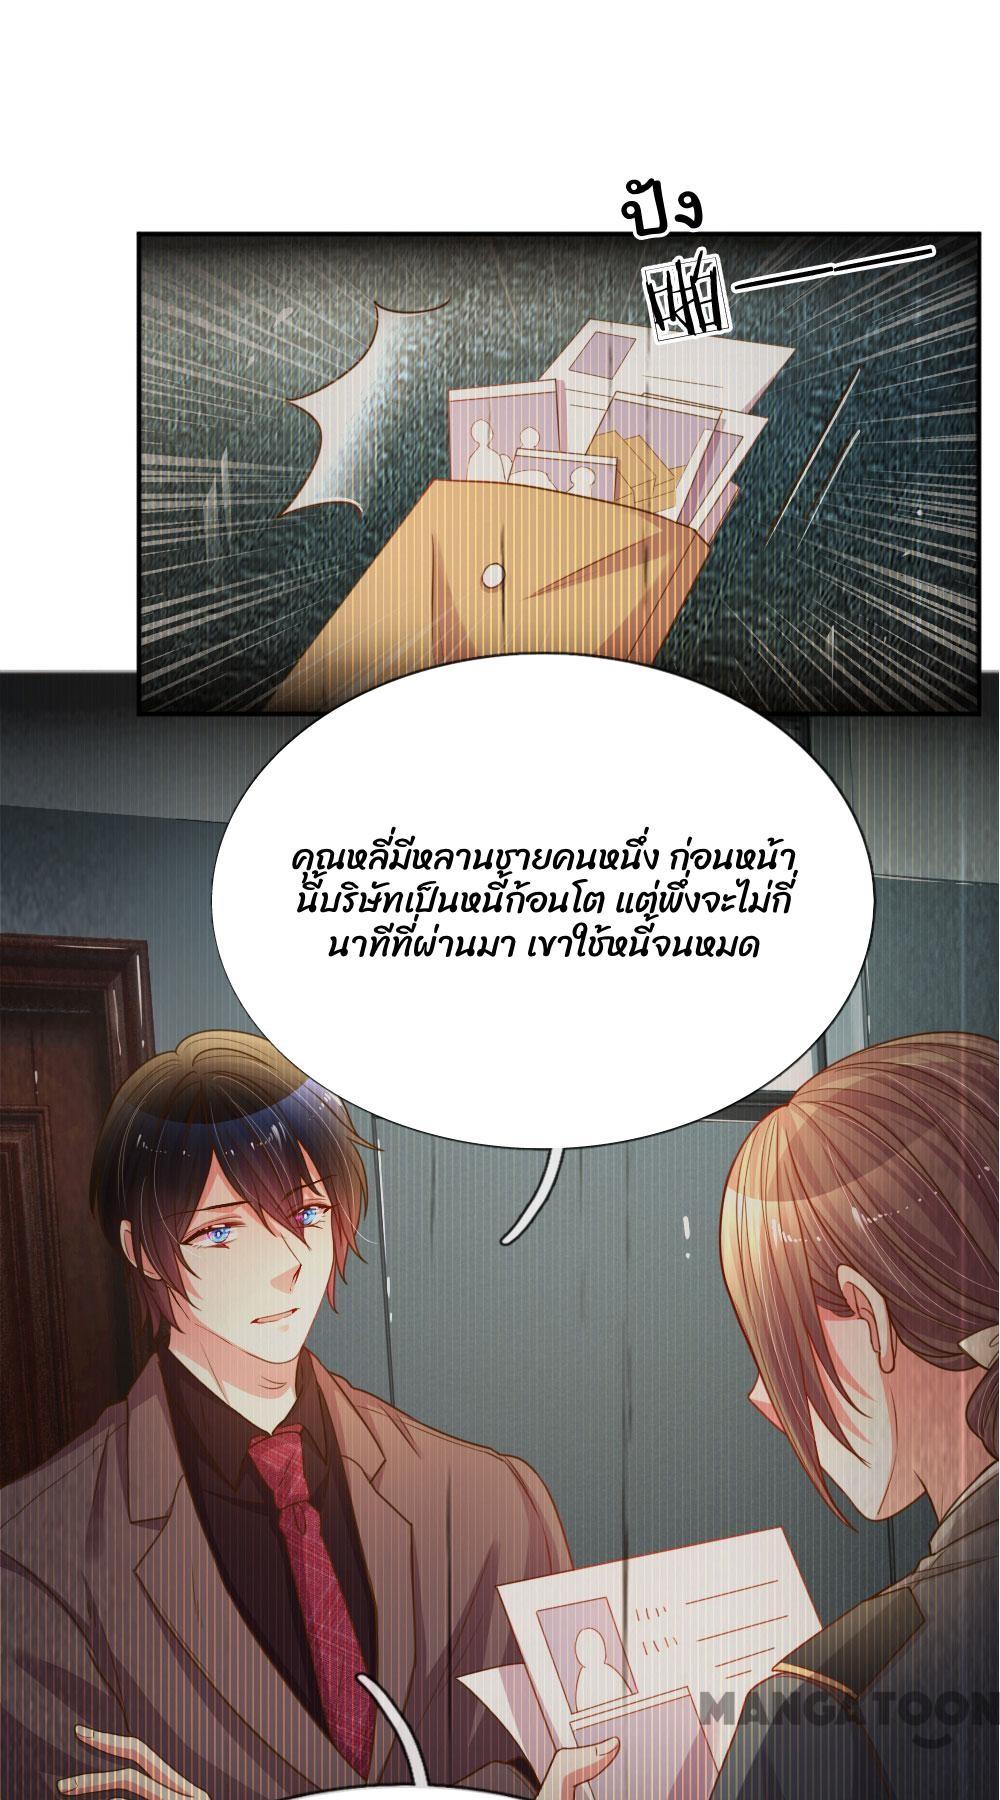 ปัง
啪
คุณหลี่มีหลานชายคนหนึ่ง ก่อนหน้า
นี้บริษัทเป็นหนี้ก้อนโต แต่พึ่งจะไม่กี่
นาทีที่ผ่านมา เขาใช้หนี้จนหมด
MANGATOON